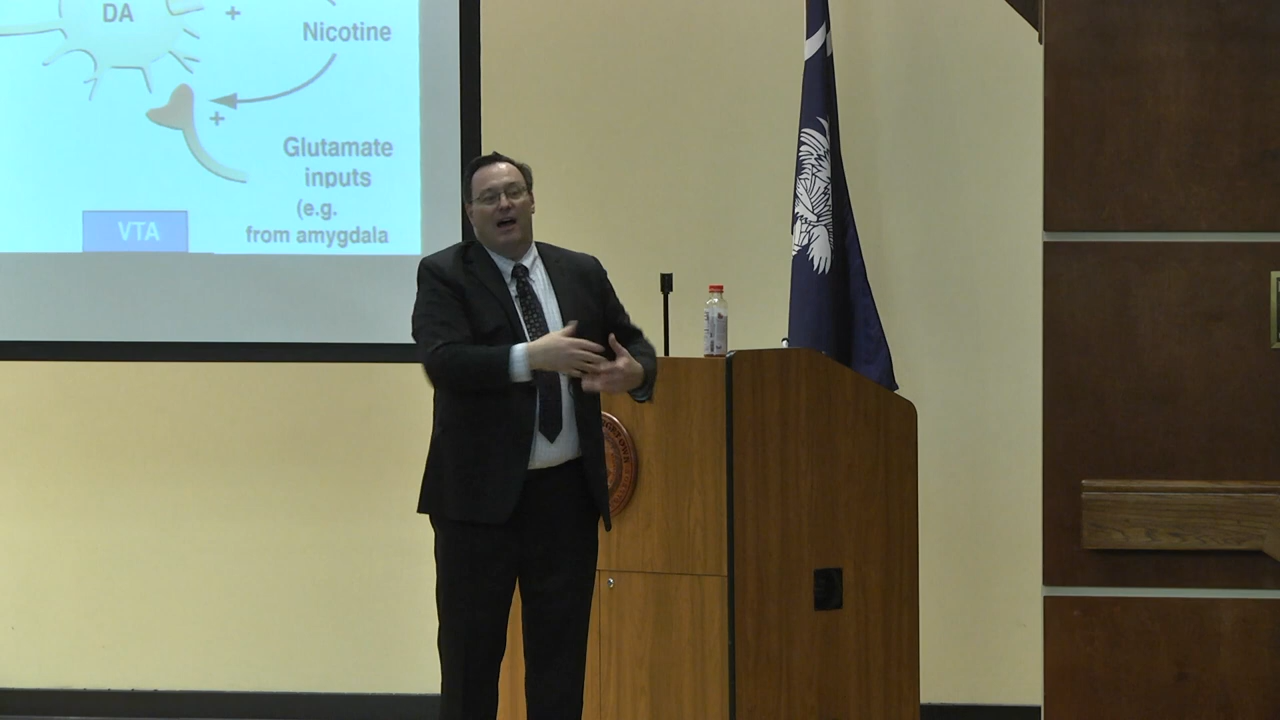 DA
+
Nicotine
+
Glutamate
inputs
(e.g.
from amygdala
VTA